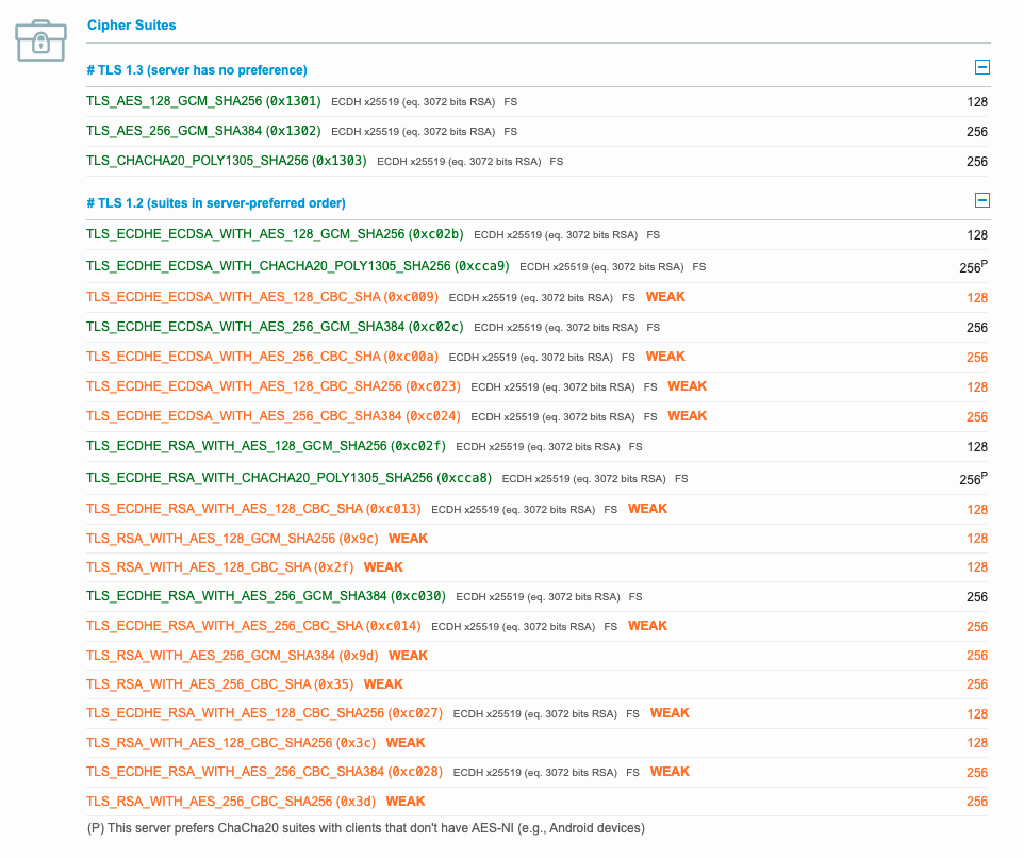 Cipher Suites
# TLS 1.3 (server has no preference)
TLS_AES_128_GCM_SHA256 (0x1301) ECDH x25519 (eq. 3072 bits RSA) FS 128
TLS_AES_256_GCM_SHA384 (0x1302) ECDH x25519 (eq. 3072 bits RSA) FS 256
TLS_CHACHA20_POLY1305_SHA256 (0x1303) ECDH x25519 (eq. 3072 bits RSA) FS 256
# TLS 1.2 (suites in server-preferred order)
TLS_ECDHE_ECDSA_WITH_AES_128_GCM_SHA256 (0xc02b) ECDH x25519 (eq. 3072 bits RSA) FS 128
TLS_ECDHE_ECDSA_WITH_CHACHA20_POLY1305_SHA256 (0xcca9) ECDH x25519 (eq. 3072 bits RSA) FS 256P
TLS_ECDHE_ECDSA_WITH_AES_128_CBC_SHA (0xc009) ECDH x25519 (eq. 3072 bits RSA) FS WEAK 128
TLS_ECDHE_ECDSA_WITH_AES_256_GCM_SHA384 (0xc02c) ECDH x25519 (eq. 3072 bits RSA) FS 256
TLS_ECDHE_ECDSA_WITH_AES_256_CBC_SHA (0xc00a) ECDH x25519 (eq. 3072 bits RSA) FS WEAK 256
TLS_ECDHE_ECDSA_WITH_AES_128_CBC_SHA256 (0xc023) ECDH x25519 (eq. 3072 bits RSA) FS WEAK 128
TLS_ECDHE_ECDSA_WITH_AES_256_CBC_SHA384 (0xc024) ECDH x25519 (eq. 3072 bits RSA) FS WEAK 256
TLS_ECDHE_RSA_WITH_AES_128_GCM_SHA256 (0xc02f) ECDH x25519 (eq. 3072 bits RSA) FS 128
TLS_ECDHE_RSA_WITH_CHACHA20_POLY1305_SHA256 (0xcca8) ECDH x25519 (eq. 3072 bits RSA) FS 256P
TLS_ECDHE_RSA_WITH_AES_128_CBC_SHA (0xc013) ECDH x25519 (eq. 3072 bits RSA) FS WEAK 128
TLS_RSA_WITH_AES_128_GCM_SHA256 (0x9c) WEAK 128
TLS_RSA_WITH_AES_128_CBC_SHA (0x2f) WEAK 128
TLS_ECDHE_RSA_WITH_AES_256_GCM_SHA384 (0xc030) ECDH x25519 (eq. 3072 bits RSA) FS 256
TLS_ECDHE_RSA_WITH_AES_256_CBC_SHA (0xc014) ECDH x25519 (eq. 3072 bits RSA) FS WEAK 256
TLS_RSA_WITH_AES_256_GCM_SHA384 (0x9d) WEAK 256
TLS_RSA_WITH_AES_256_CBC_SHA (0x35) WEAK 256
TLS_ECDHE_RSA_WITH_AES_128_CBC_SHA256 (0xc027) ECDH x25519 (eq. 3072 bits RSA) FS WEAK 128
TLS_RSA_WITH_AES_128_CBC_SHA256 (0x3c) WEAK 128
TLS_ECDHE_RSA_WITH_AES_256_CBC_SHA384 (0xc028) ECDH x25519 (eq. 3072 bits RSA) FS WEAK 256
TLS_RSA_WITH_AES_256_CBC_SHA256 (0x3d) WEAK 256
(P) This server prefers ChaCha20 suites with clients that don't have AES-NI (e.g., Android devices)